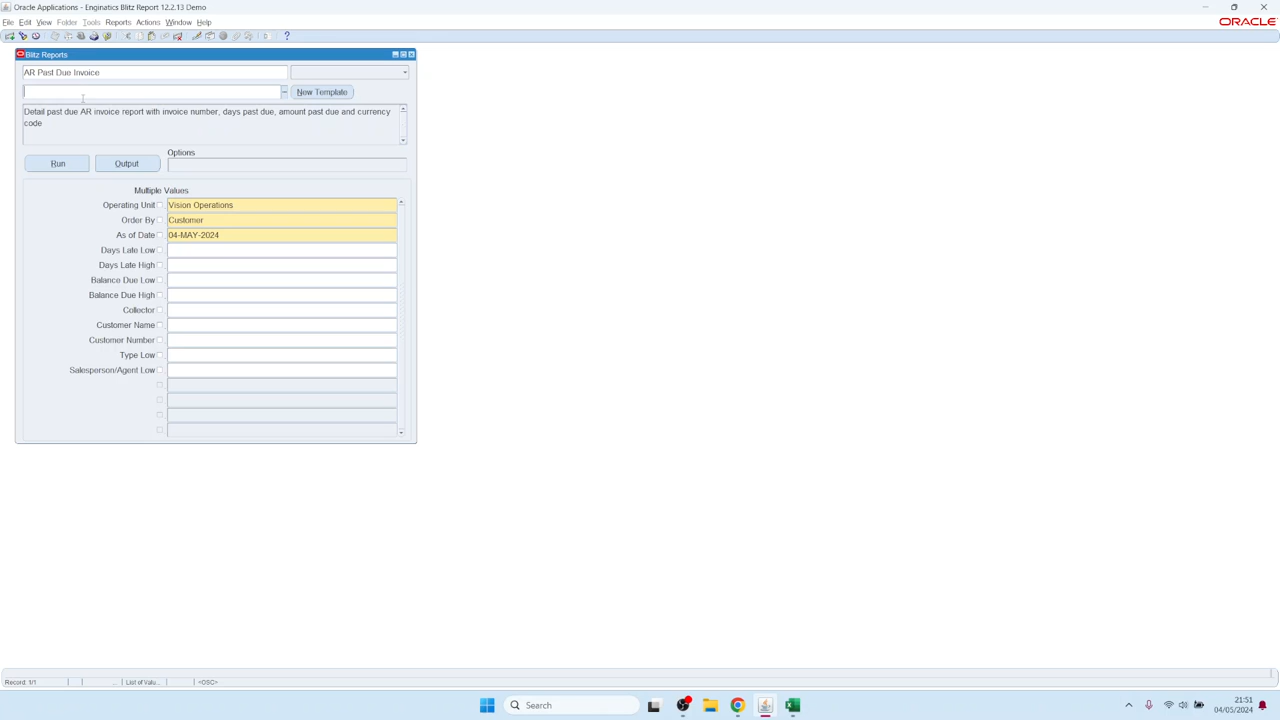 Oracle Applications - Enginatics Blitz Report 12.2.13 Demo
File Edit View Folder Tools Reports Actions Window Help
ORACLE
Blitz Reports
AR Past Due Invoice
New Template
Detail past due AR invoice report with invoice number, days past due, amount past due and currency
code
Options
Run Output
Multiple Values
Operating Unit Vision Operations
Order By Customer
As of Date 04-MAY-2024
Days Late Low
Days Late High
Balance Due Low
Balance Due High
Collector
Customer Name
Customer Number
Type Low
Salesperson/Agent Low
Record: 1/1 ... List of Valu... <OSC>
Search
21:51
04/05/2024